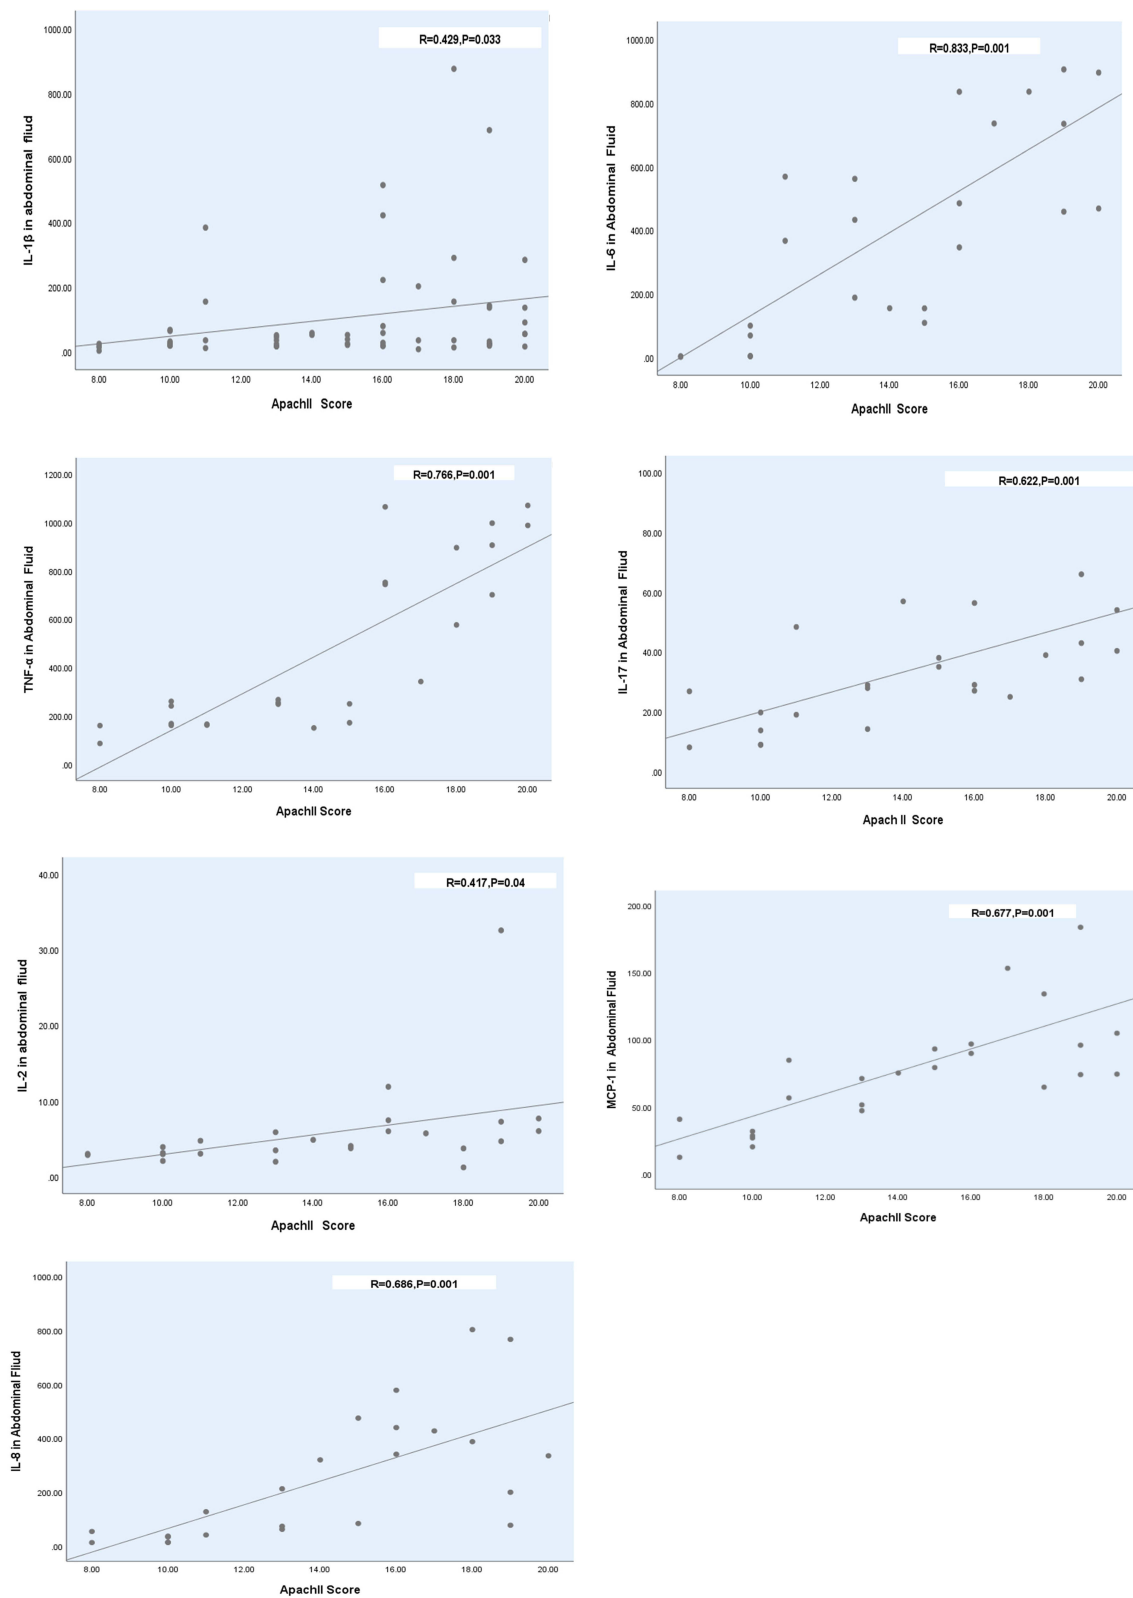 R=0.429,P=0.033
IL-1β in abdominal fliud
1000.00
800.00
600.00
400.00
200.00
.00
8.00 10.00 12.00 14.00 16.00 18.00 20.00
ApachII Score
R=0.833,P=0.001
IL-6 in Abdominal Fluid
1000.00
800.00
600.00
400.00
200.00
.00
8.00 10.00 12.00 14.00 16.00 18.00 20.00
ApachII Score
R=0.766,P=0.001
TNF-α in Abdominal Fluid
1200.00
1000.00
800.00
600.00
400.00
200.00
.00
8.00 10.00 12.00 14.00 16.00 18.00 20.00
ApachII Score
R=0.622,P=0.001
IL-17 in Abdominal Fliud
100.00
80.00
60.00
40.00
20.00
.00
8.00 10.00 12.00 14.00 16.00 18.00 20.00
Apach II Score
R=0.417,P=0.04
IL-2 in abdominal fliud
40.00
30.00
20.00
10.00
.00
8.00 10.00 12.00 14.00 16.00 18.00 20.00
ApachII Score
R=0.677,P=0.001
MCP-1 in Abdominal Fluid
200.00
150.00
100.00
50.00
.00
8.00 10.00 12.00 14.00 16.00 18.00 20.00
ApachII Score
R=0.686,P=0.001
IL-8 in Abdominal Fliud
1000.00
800.00
600.00
400.00
200.00
.00
8.00 10.00 12.00 14.00 16.00 18.00 20.00
ApachII Score